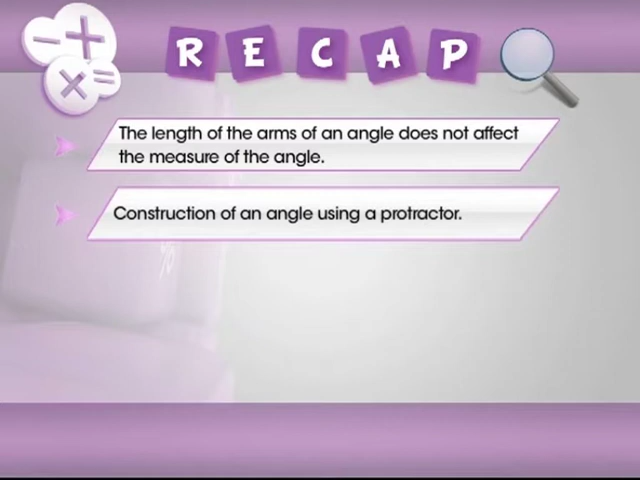 RECAP
The length of the arms of an angle does not affect
the measure of the angle.
Construction of an angle using a protractor.